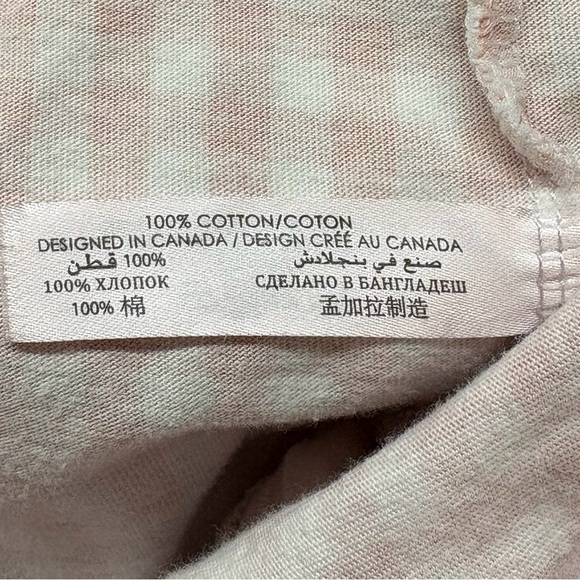 100% COTTON/COTON
DESIGNED IN CANADA / DESIGN CRÉÉ AU CANADA
100% قطن صنع في بنجلادش
100% ХЛОПОК СДЕЛАНО В БАНГЛАДЕШ
100% 棉 孟加拉制造